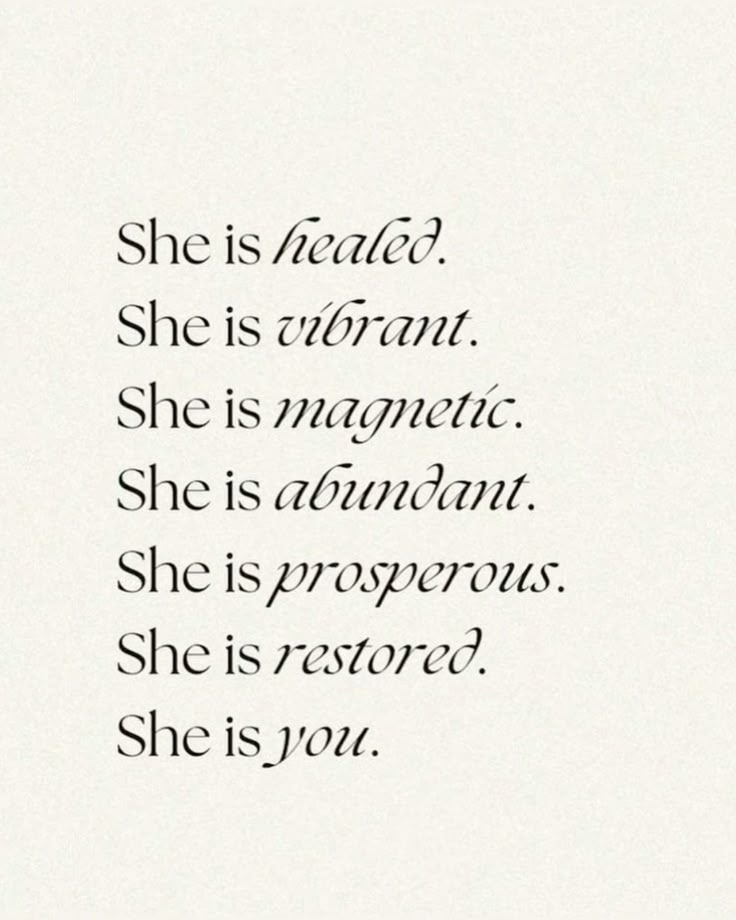 She is healed.
She is vibrant.
She is magnetic.
She is abundant.
She is prosperous.
She is restored.
She is you.